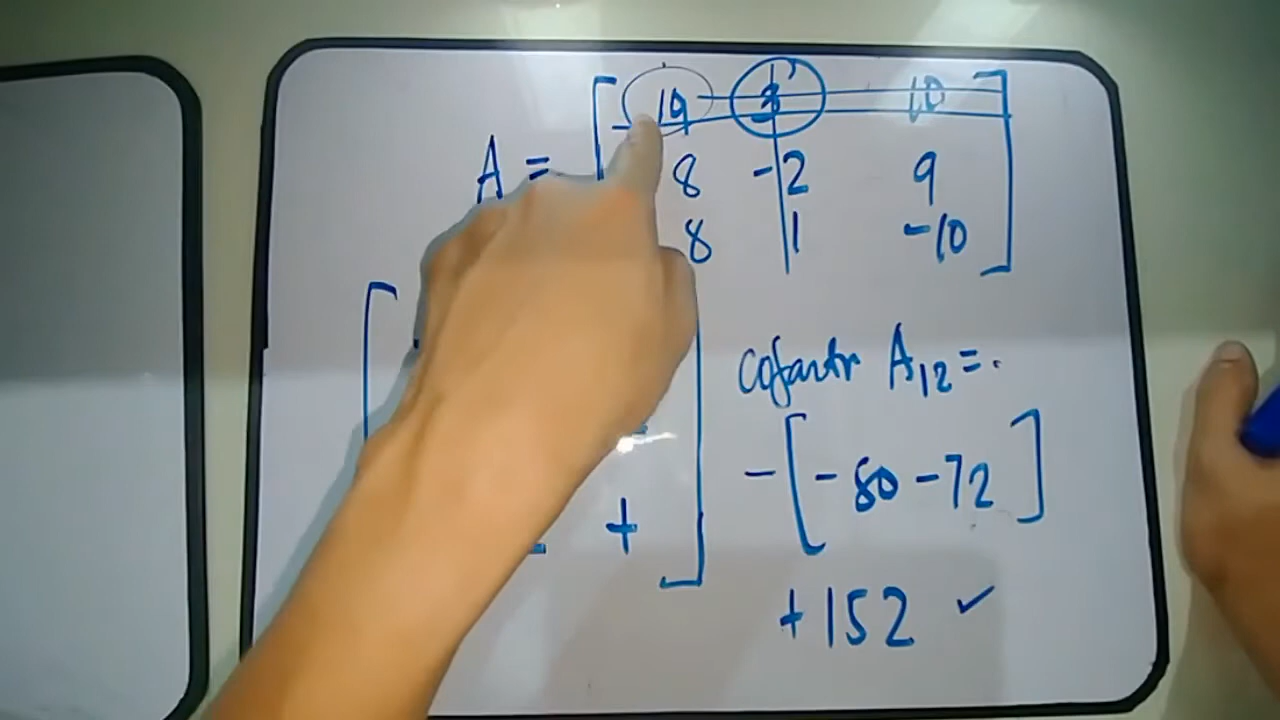 19 3 10
A = 8 -2 9
8 1 -10
cofactr A12 = .
- [ -80 -72 ]
- +
+152 ✓